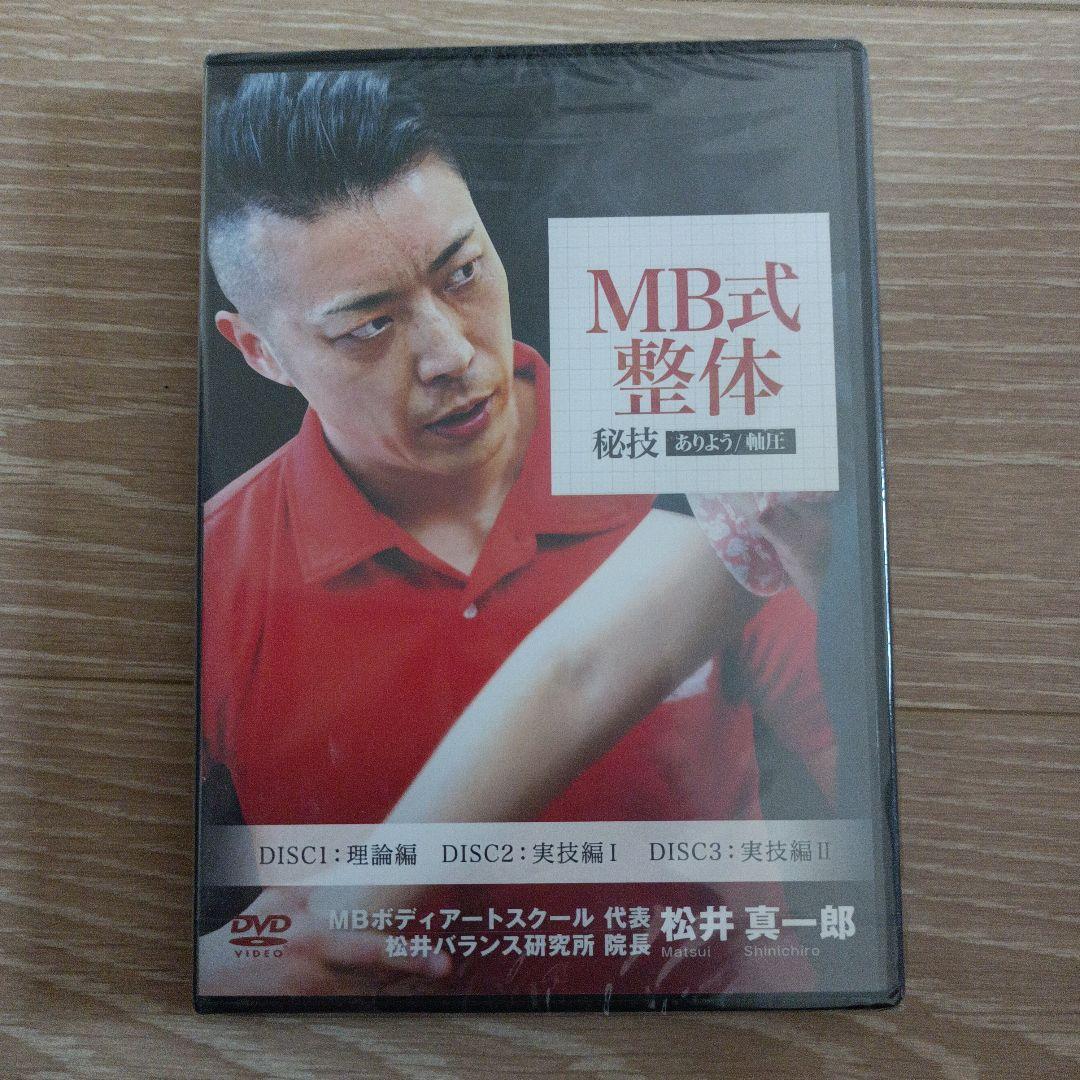 MB式
整体
秘技 ありよう/軸圧
DISC1：理論編 DISC2：実技編Ⅰ DISC3：実技編Ⅱ
DVD
VIDEO
MBボディアートスクール 代表
松井バランス研究所 院長
松井 真一郎
Matsui Shinichiro